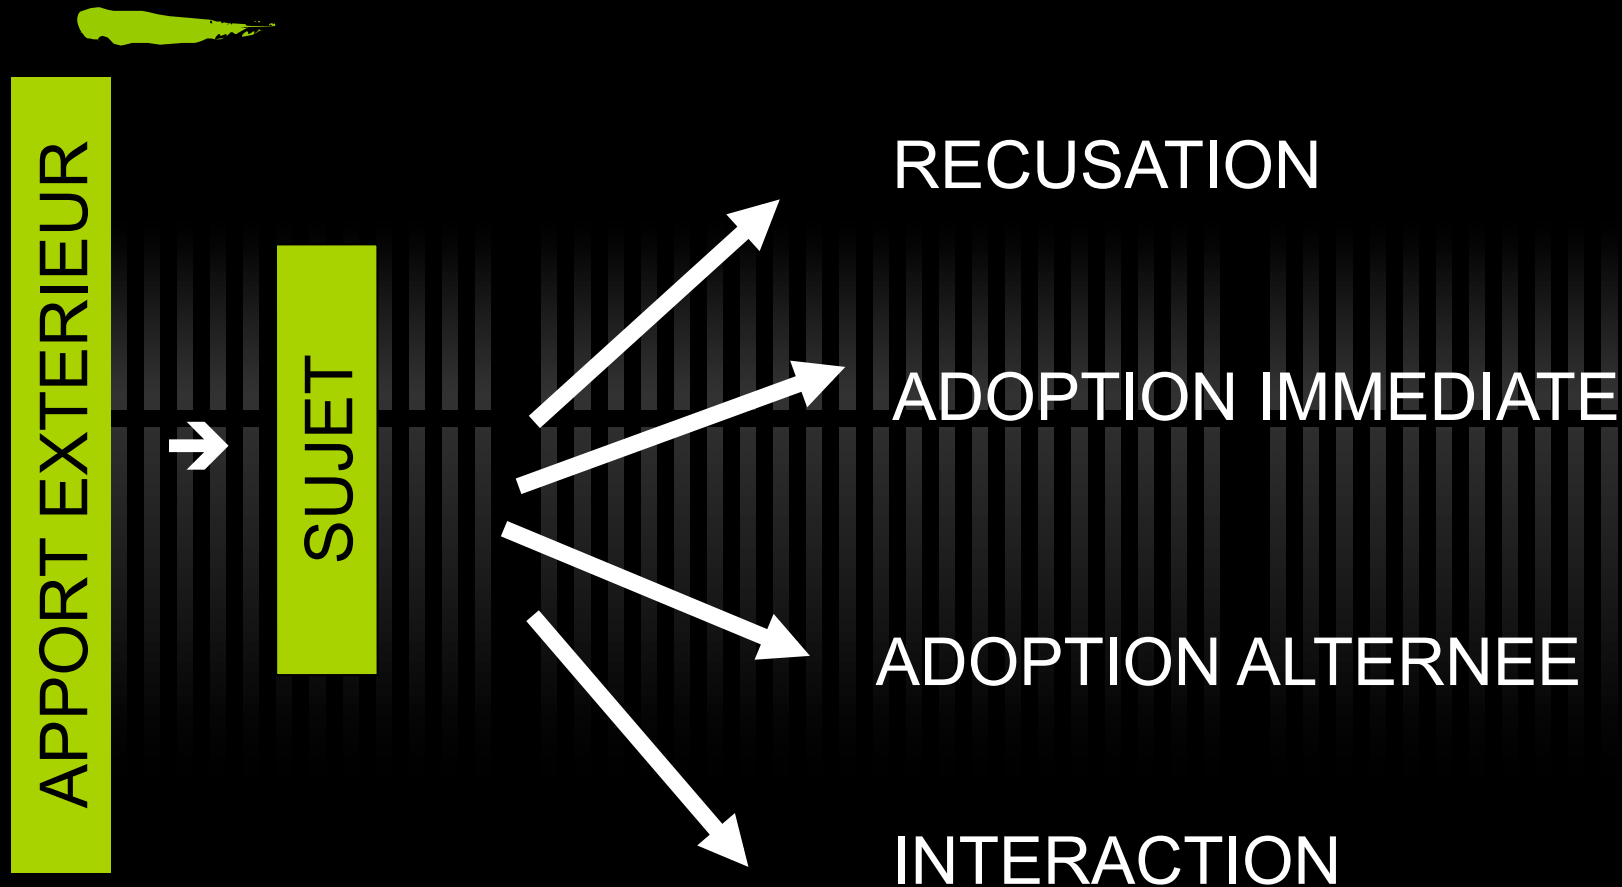 APPORT EXTERIEUR
SUJET
RECUSATION
ADOPTION IMMEDIATE
ADOPTION ALTERNEE
INTERACTION